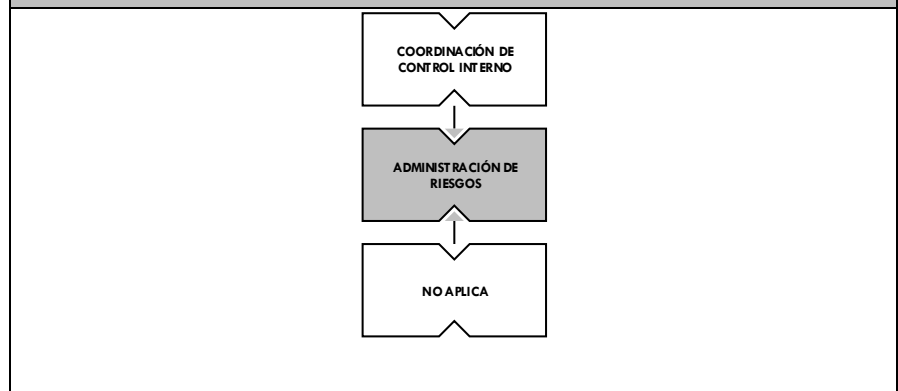 COORDINACIÓN DE
CONTROL INTERNO
ADMINISTRACIÓN DE
RIESGOS
NO APLICA